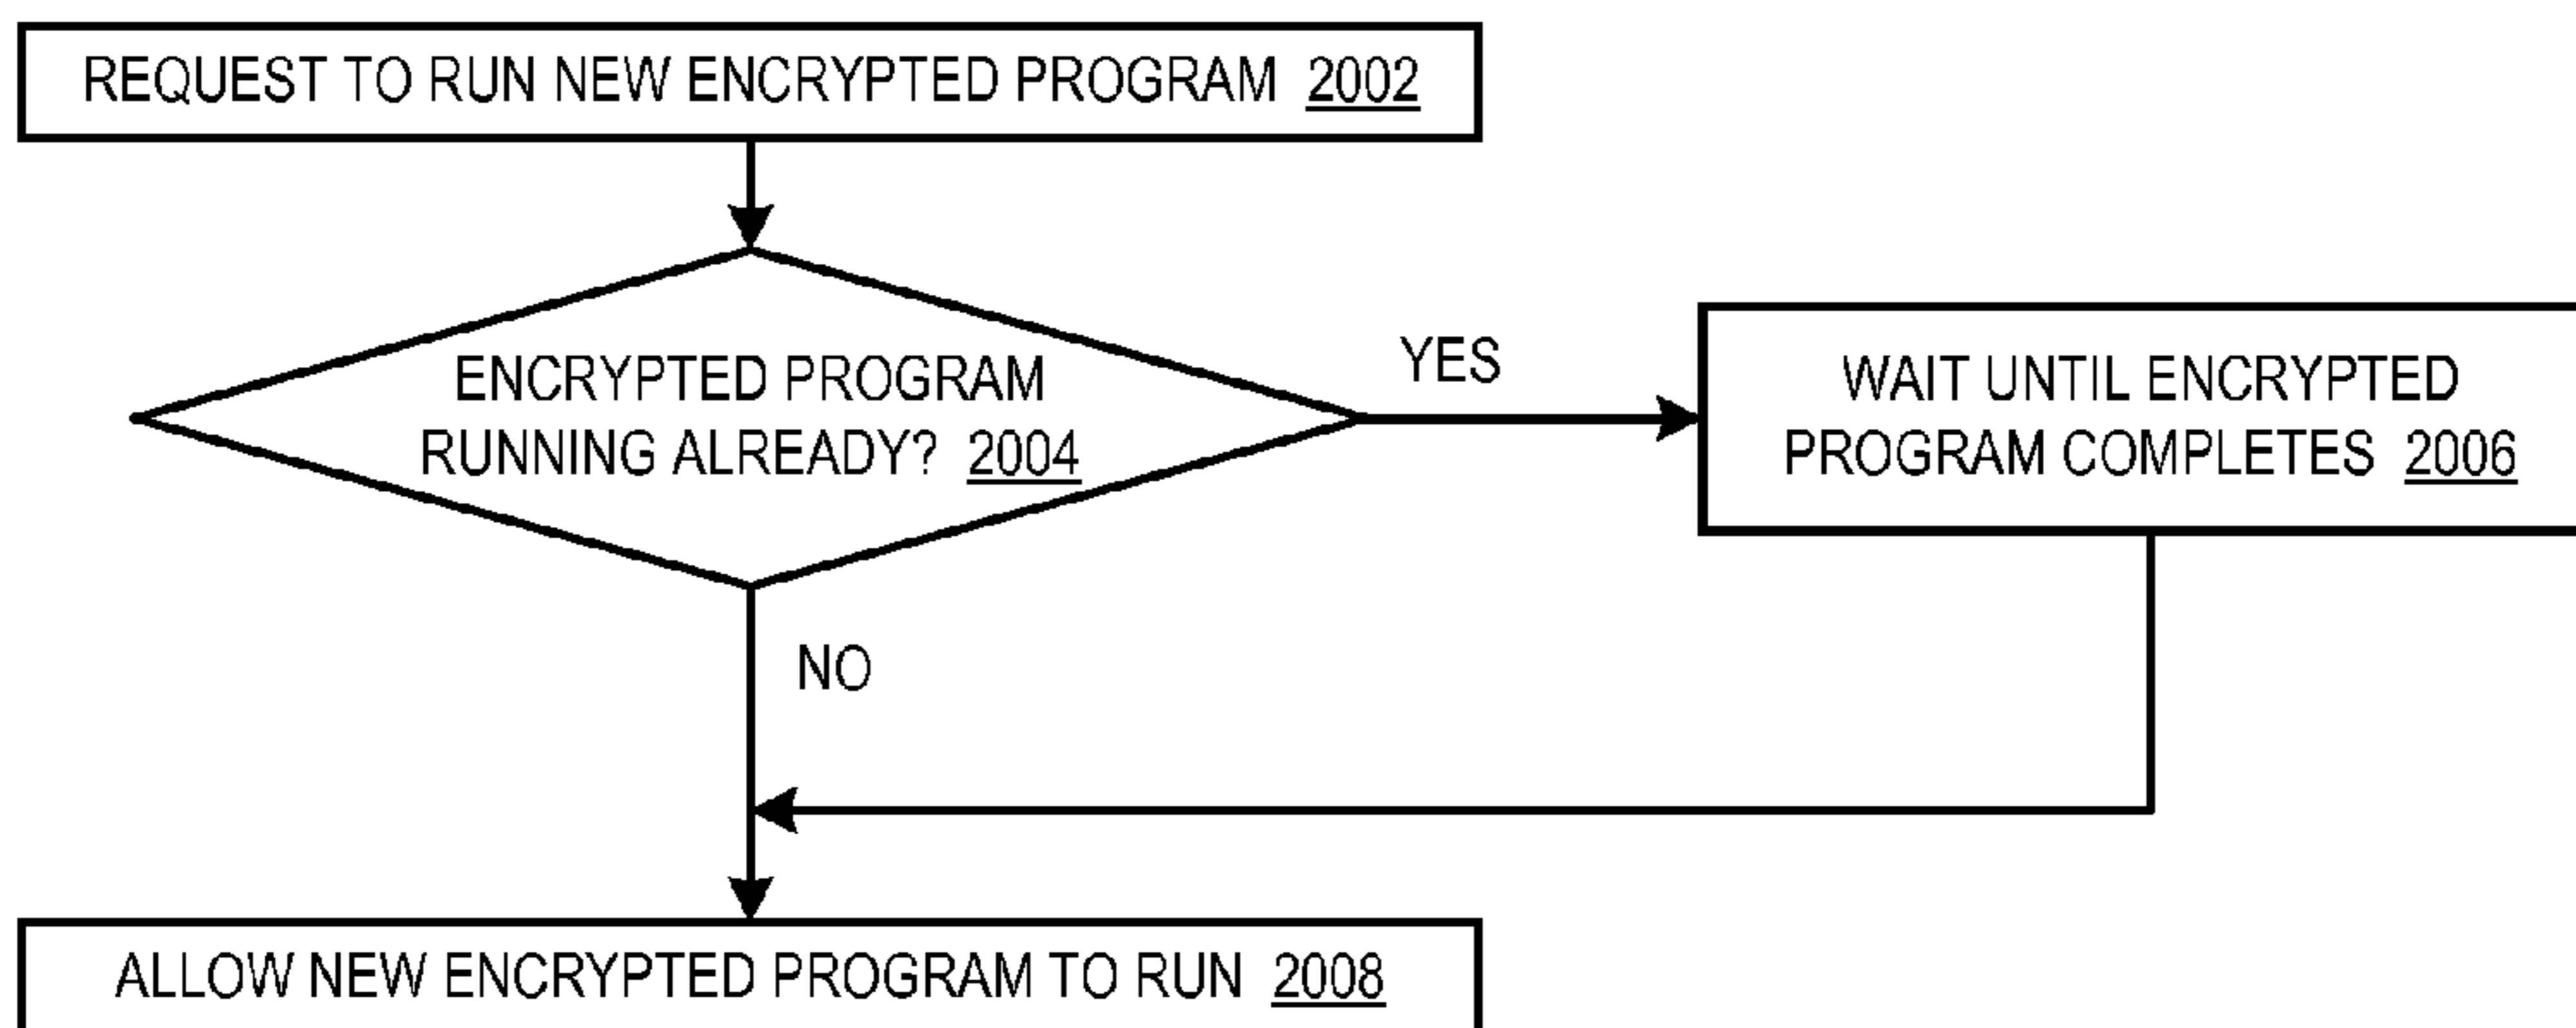 REQUEST TO RUN NEW ENCRYPTED PROGRAM 2002
ENCRYPTED PROGRAM
RUNNING ALREADY? 2004
YES
WAIT UNTIL ENCRYPTED
PROGRAM COMPLETES 2006
NO
ALLOW NEW ENCRYPTED PROGRAM TO RUN 2008